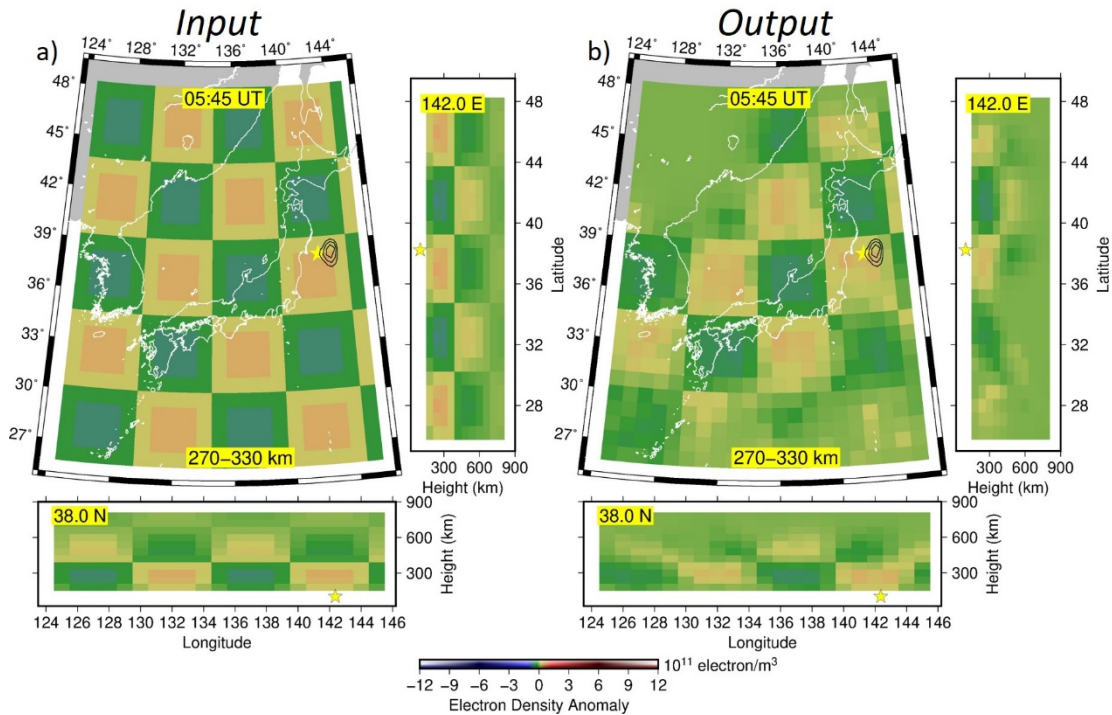 Input
Output
a)
124° 128° 132° 136° 140° 144°
05:45 UT
48°
45°
42°
39°
36°
33°
30°
27°
270−330 km
142.0 E
48
44
40
36
32
28
Latitude
300 600 900
Height (km)
38.0 N
900
600
300
Height (km)
124 126 128 130 132 134 136 138 140 142 144 146
Longitude
b)
124° 128° 132° 136° 140° 144°
05:45 UT
48°
45°
42°
39°
36°
33°
30°
27°
270−330 km
142.0 E
48
44
40
36
32
28
Latitude
300 600 900
Height (km)
38.0 N
900
600
300
Height (km)
124 126 128 130 132 134 136 138 140 142 144 146
Longitude
10¹¹ electron/m³
−12 −9 −6 −3 0 3 6 9 12
Electron Density Anomaly